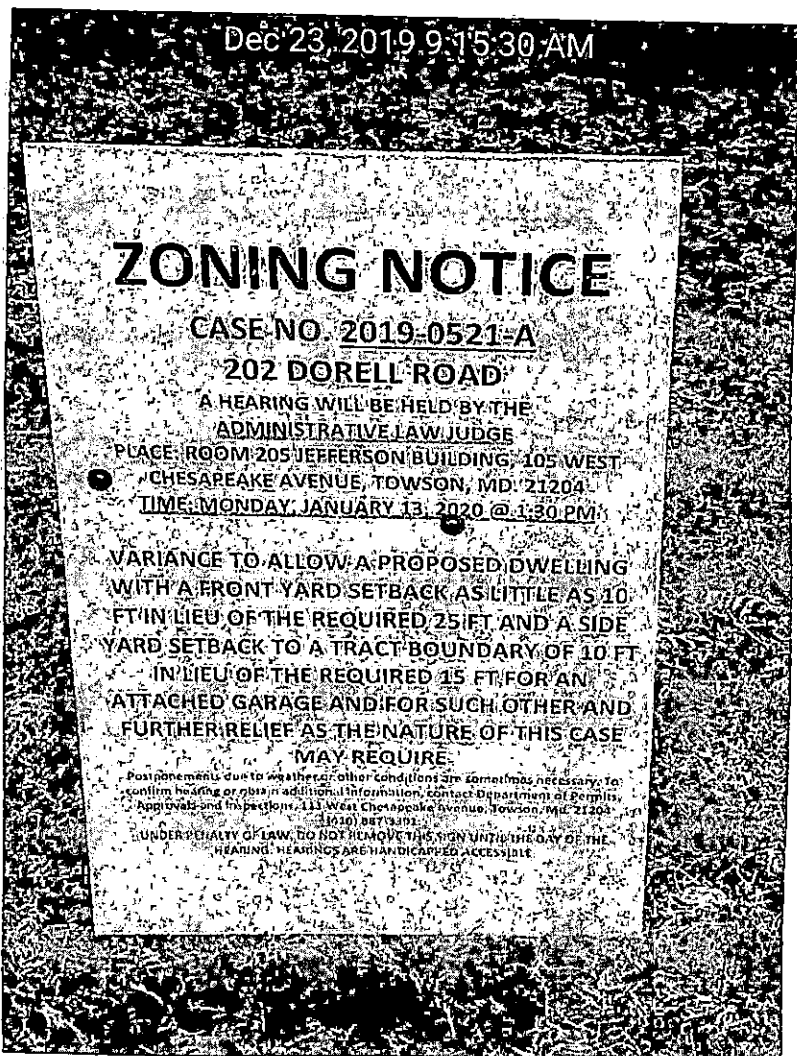 Dec 23, 2019 9:15:30 AM
ZONING NOTICE
CASE NO. 2019-0521-A
202 DORELL ROAD
A HEARING WILL BE HELD BY THE
ADMINISTRATIVE LAW JUDGE
PLACE: ROOM 205 JEFFERSON BUILDING, 105 WEST
CHESAPEAKE AVENUE, TOWSON, MD. 21204
TIME: MONDAY, JANUARY 13, 2020 @ 1:30 PM
VARIANCE TO ALLOW A PROPOSED DWELLING
WITH A FRONT YARD SETBACK AS LITTLE AS 10
FT IN LIEU OF THE REQUIRED 25 FT AND A SIDE
YARD SETBACK TO A TRACT BOUNDARY OF 10 FT
IN LIEU OF THE REQUIRED 15 FT FOR AN
ATTACHED GARAGE AND FOR SUCH OTHER AND
FURTHER RELIEF AS THE NATURE OF THIS CASE
MAY REQUIRE
Postponements due to weather or other conditions are sometimes necessary. To
confirm hearing or obtain additional information, contact Department of Permits,
Approvals and Inspections, 111 West Chesapeake Avenue, Towson, Md. 21204
(410) 887-3391
UNDER PENALTY OF LAW, DO NOT REMOVE THIS SIGN UNTIL THE DAY OF THE
HEARING. HEARINGS ARE HANDICAPPED ACCESSIBLE